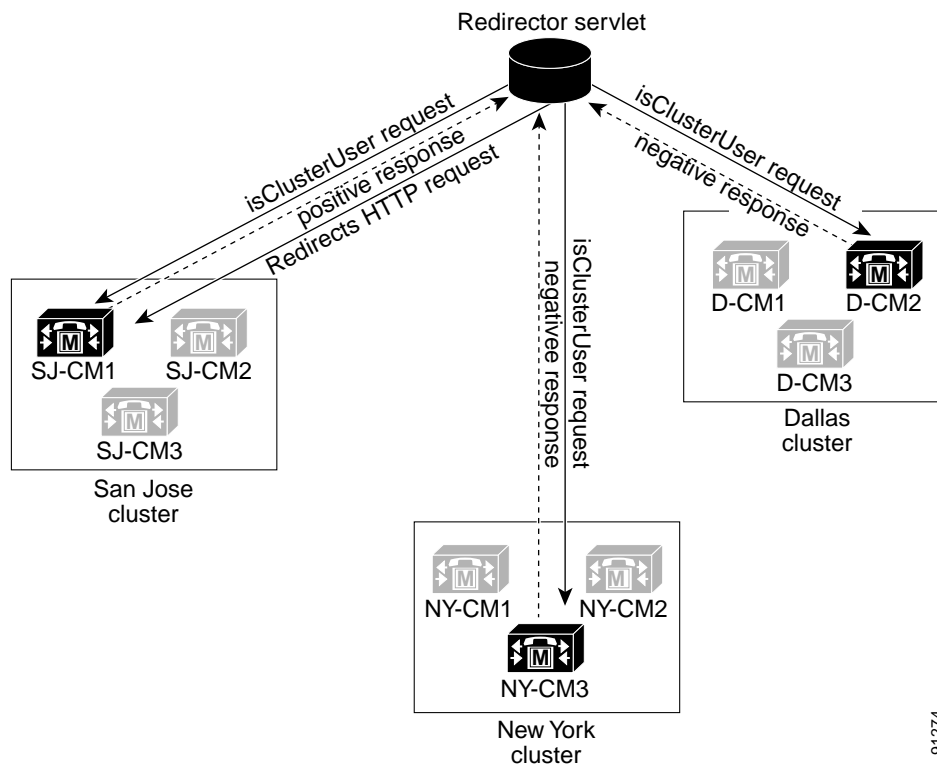 Redirector servlet
isClusterUser request
positive response
Redirects HTTP request
isClusterUser request
negative response
isClusterUser request
negativee response
M
SJ-CM1
M
SJ-CM2
M
SJ-CM3
San Jose
cluster
M
D-CM1
M
D-CM2
M
D-CM3
Dallas
cluster
M
NY-CM1
M
NY-CM2
M
NY-CM3
New York
cluster
91274